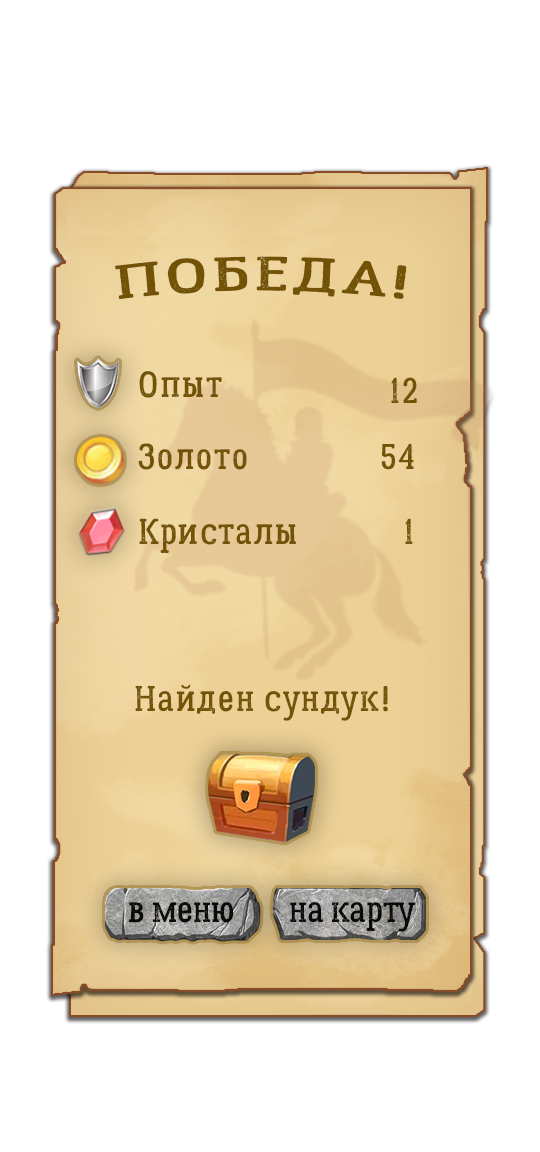 ПОБЕДА!
Опыт 12
Золото 54
Кристалы 1
Найден сундук!
в меню на карту